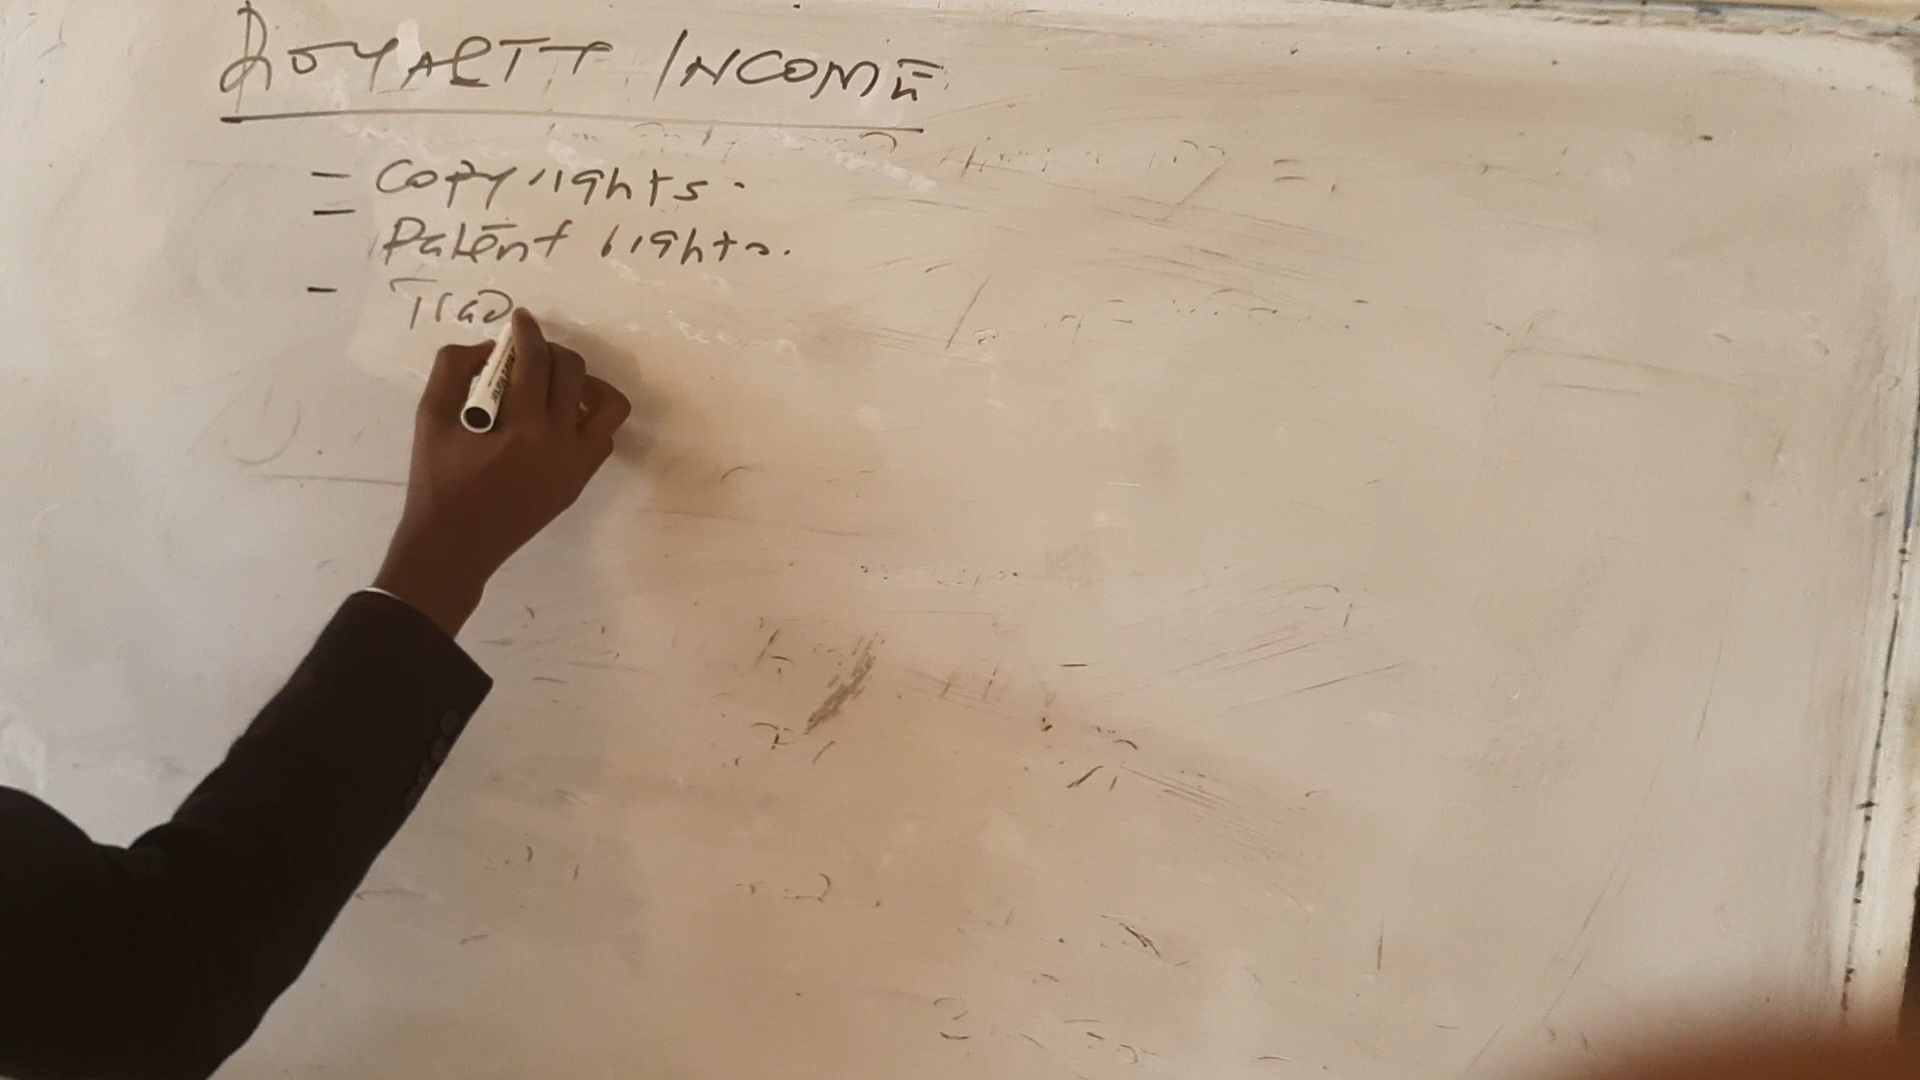 ROYALTY INCOME
= Copyrights.
Patent rights.
- Trad